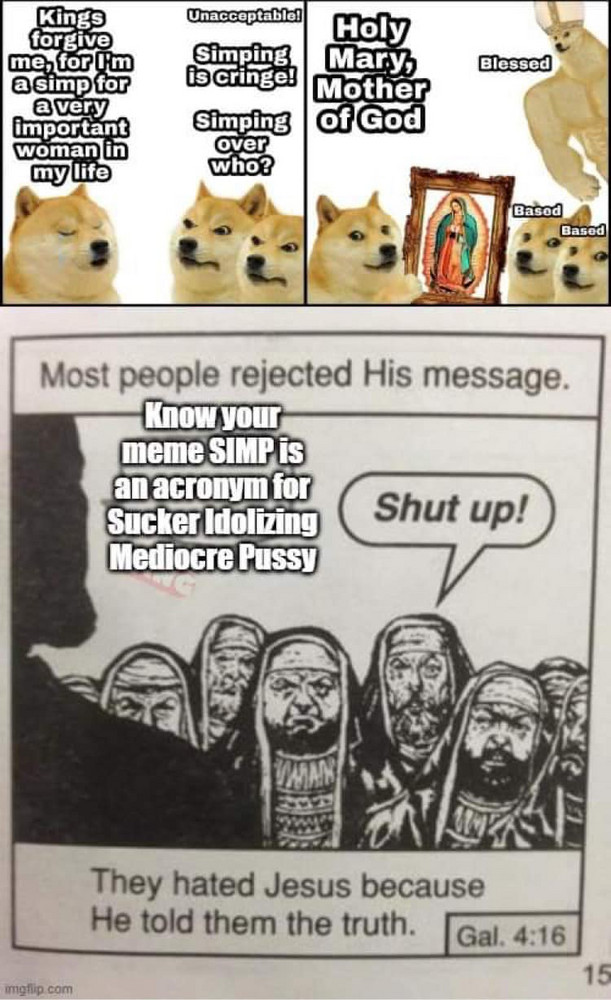 Kings
forgive
me, for I'm
a simp for
a very
important
woman in
my life
Unacceptable!
Simping
is cringe!
Simping
over
who?
Holy
Mary,
Mother
of God
Blessed
Based
Based
Most people rejected His message.
Know your
meme SIMP is
an acronym for
Sucker Idolizing
Mediocre Pussy
Shut up!
They hated Jesus because
He told them the truth.
Gal. 4:16
15
imgflip.com